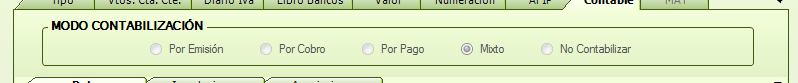 Tipo Vtos. Cta. Cte. Diario Iva Libro Bancos Valor Numeración AFIP Contable MAT
MODO CONTABILIZACIÓN
Por Emisión Por Cobro Por Pago Mixto No Contabilizar